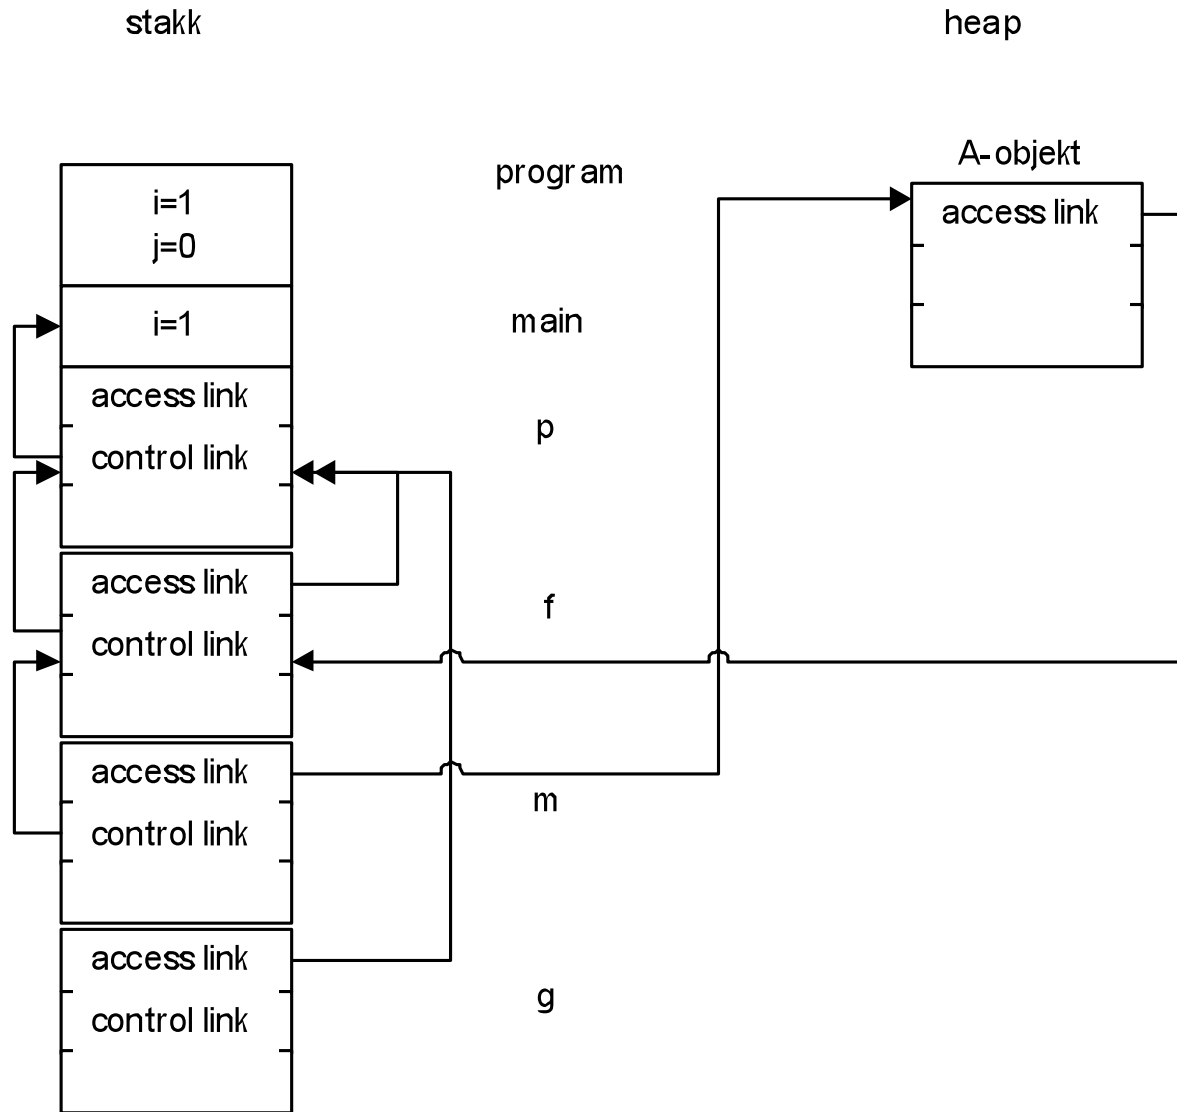 stakk
heap
A-objekt
program
i=1
j=0
access link
i=1
main
access link
p
control link
access link
f
control link
access link
m
control link
access link
g
control link